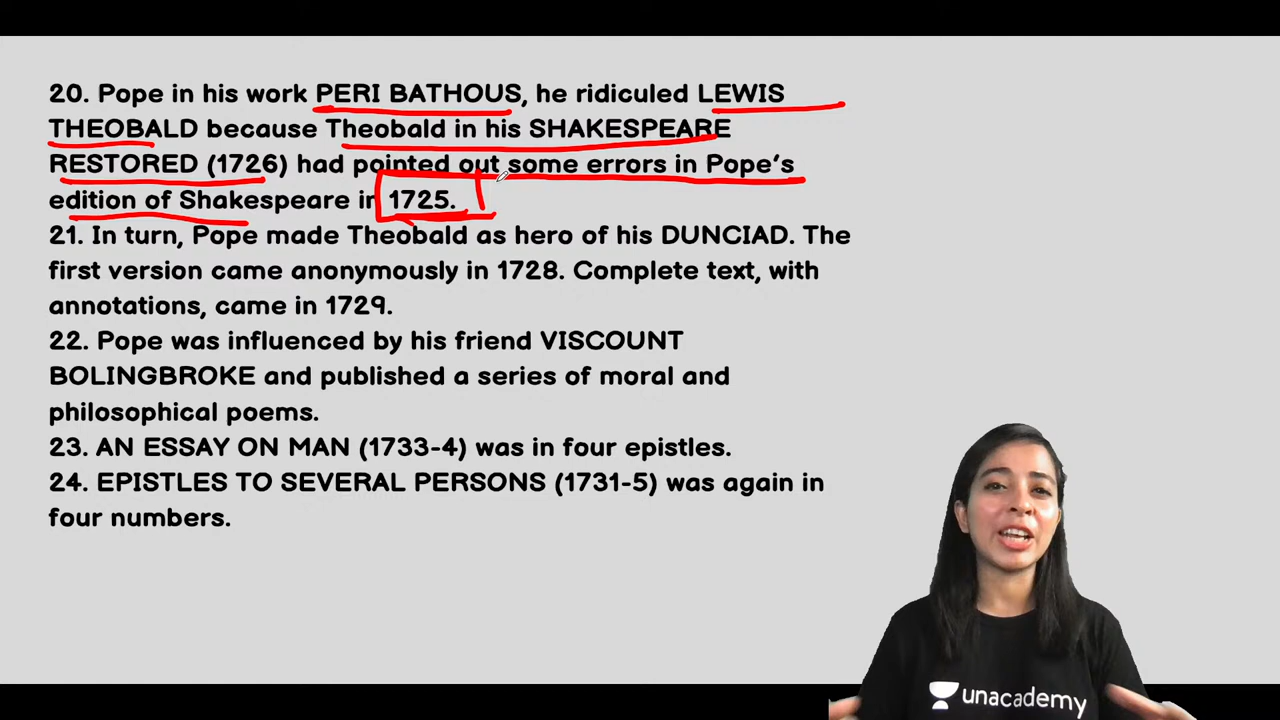 20. Pope in his work PERI BATHOUS, he ridiculed LEWIS
THEOBALD because Theobald in his SHAKESPEARE
RESTORED (1726) had pointed out some errors in Pope's
edition of Shakespeare in 1725.
21. In turn, Pope made Theobald as hero of his DUNCIAD. The
first version came anonymously in 1728. Complete text, with
annotations, came in 1729.
22. Pope was influenced by his friend VISCOUNT
BOLINGBROKE and published a series of moral and
philosophical poems.
23. AN ESSAY ON MAN (1733-4) was in four epistles.
24. EPISTLES TO SEVERAL PERSONS (1731-5) was again in
four numbers.
unacademy